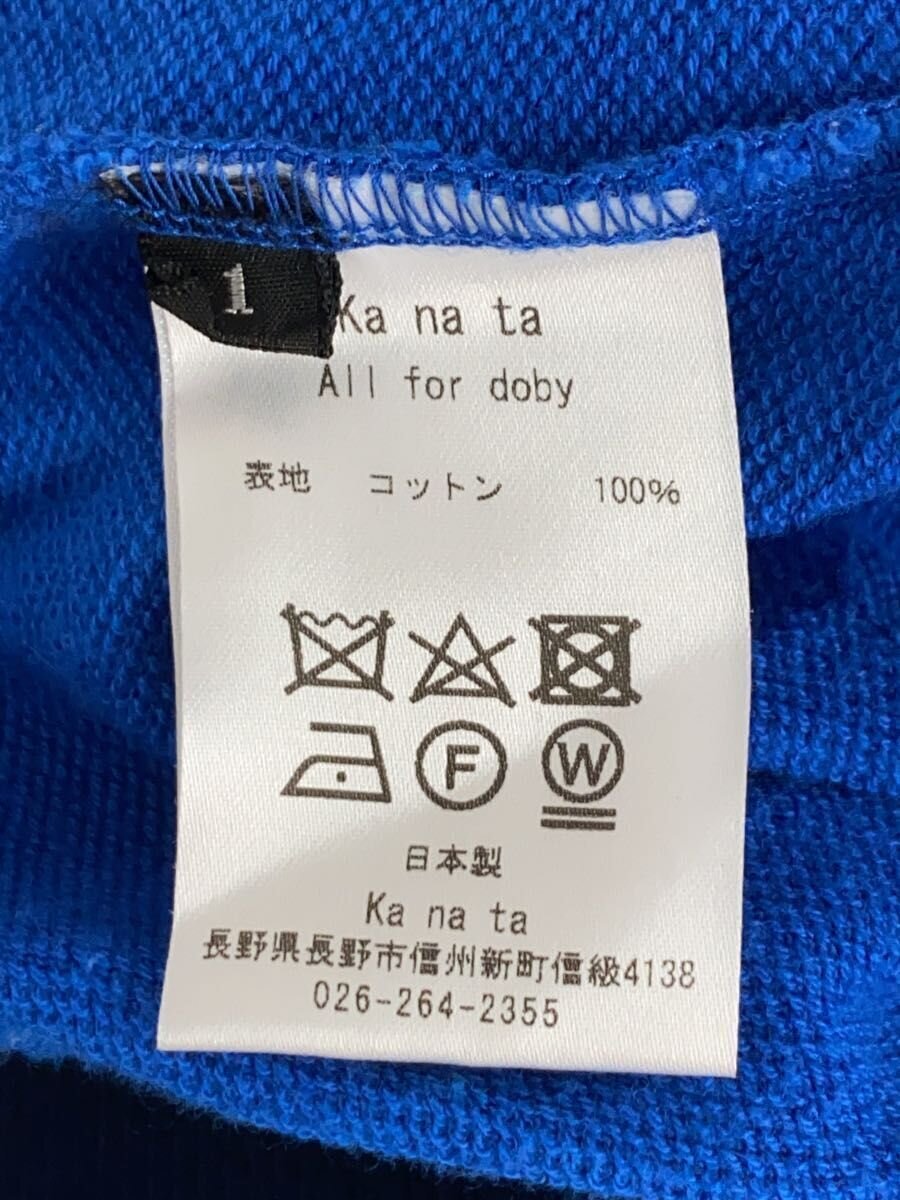 1
Ka na ta
All for doby
表地 コットン 100%
F W
日本製
Ka na ta
長野県長野市信州新町信級4138
026-264-2355